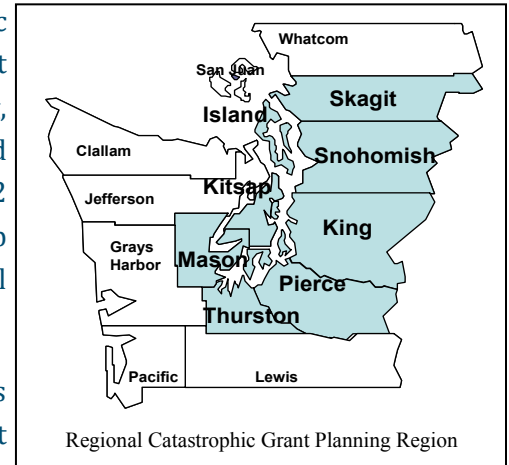 c
t
,
d
2
p
l
s
t
Whatcom
San Juan
Skagit
Island
Clallam
Snohomish
Kitsap
Jefferson
King
Grays
Harbor
Mason
Pierce
Thurston
Pacific
Lewis
Regional Catastrophic Grant Planning Region